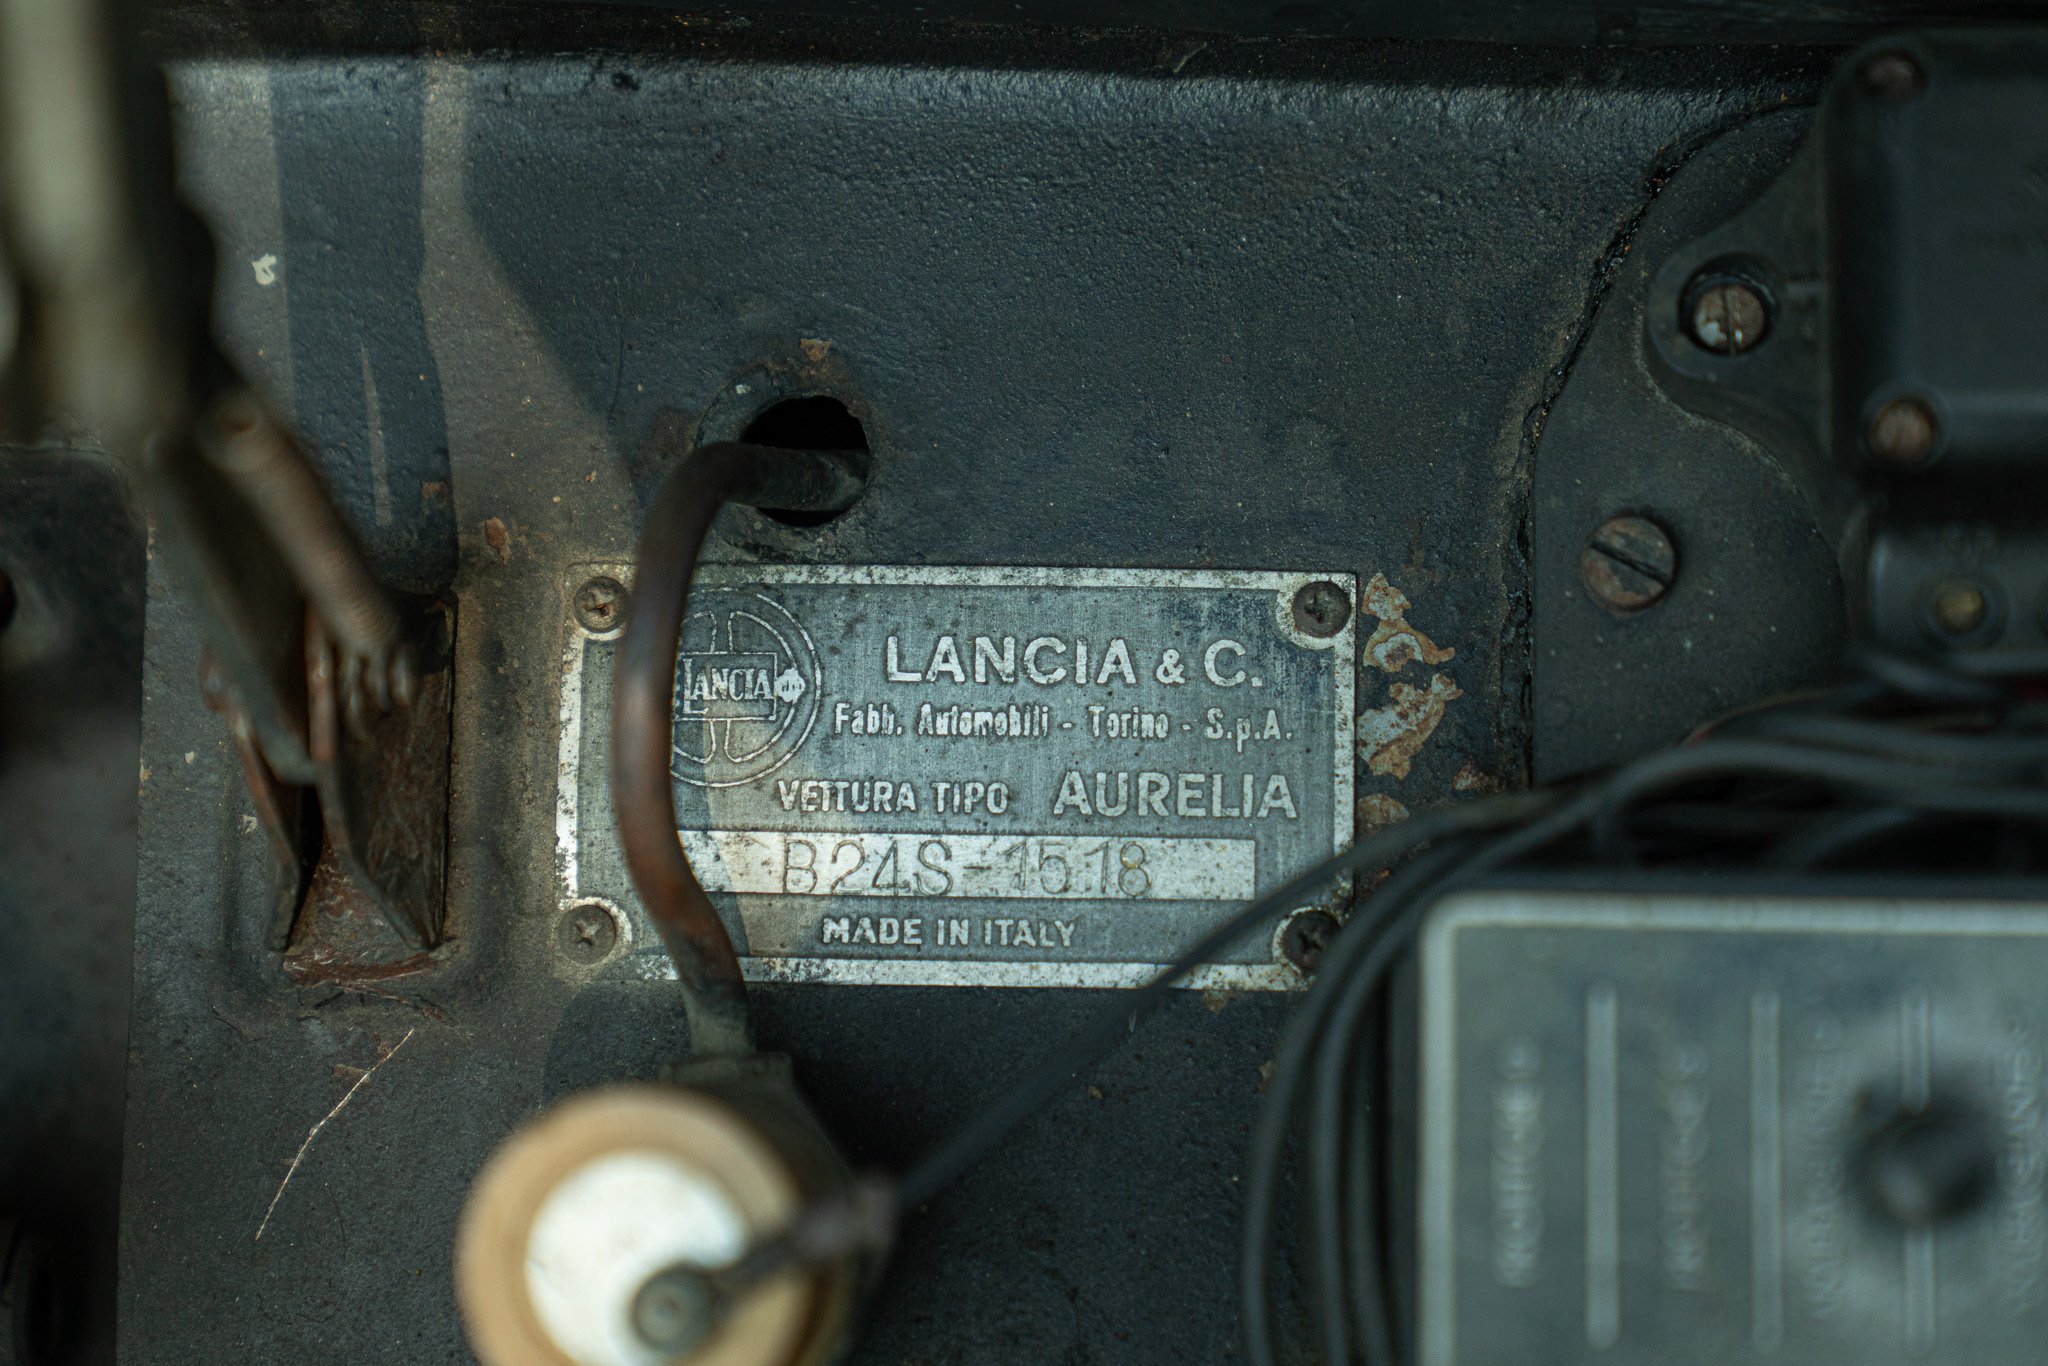 LANCIA
LANCIA & C.
Fabb. Automobili - Torino - S.p.A.
VETTURA TIPO AURELIA
B24S-1518
MADE IN ITALY